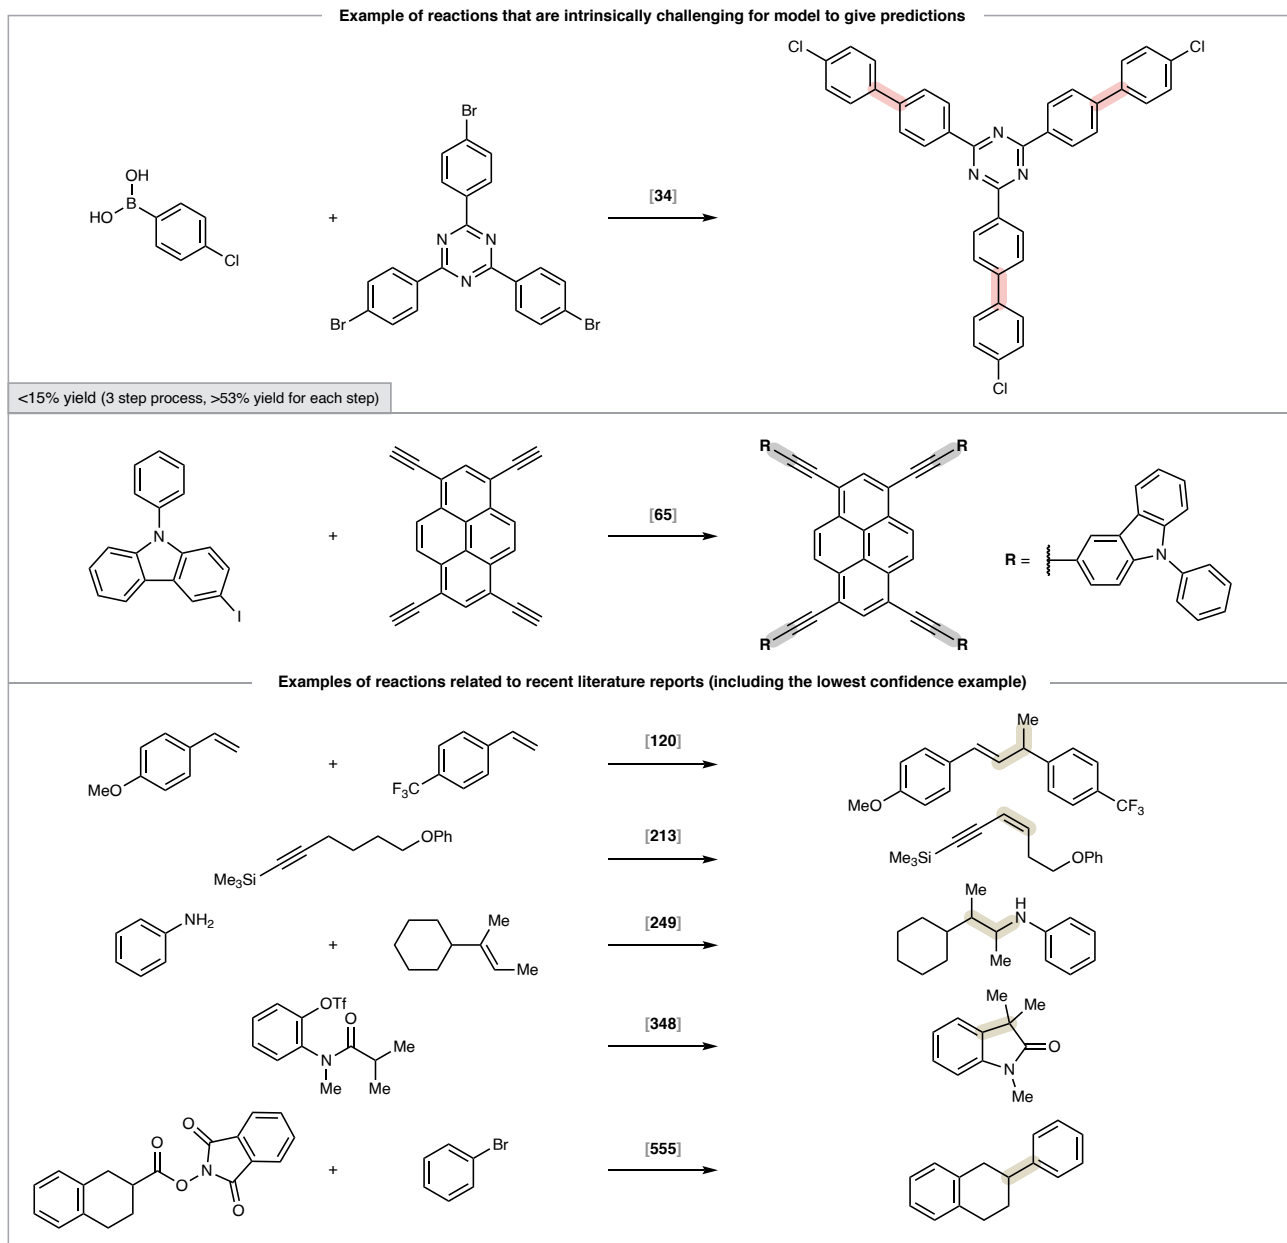 Example of reactions that are intrinsically challenging for model to give predictions
Cl
Cl
N
N
N
Cl
Br
N
N
N
Br
Br
OH
HO
B
Cl
+
[34]
<15% yield (3 step process, >53% yield for each step)
N
I
+
[65]
R
R
R
R
R =
N
Examples of reactions related to recent literature reports (including the lowest confidence example)
MeO
+
F3C
[120]
Me
MeO
CF3
Me3Si
OPh
[213]
Me3Si
OPh
NH2
+
Me
Me
[249]
Me
H
N
Me
OTf
O
N
Me
Me
Me
[348]
Me
Me
O
N
Me
O
O
N
O
O
+
Br
[555]